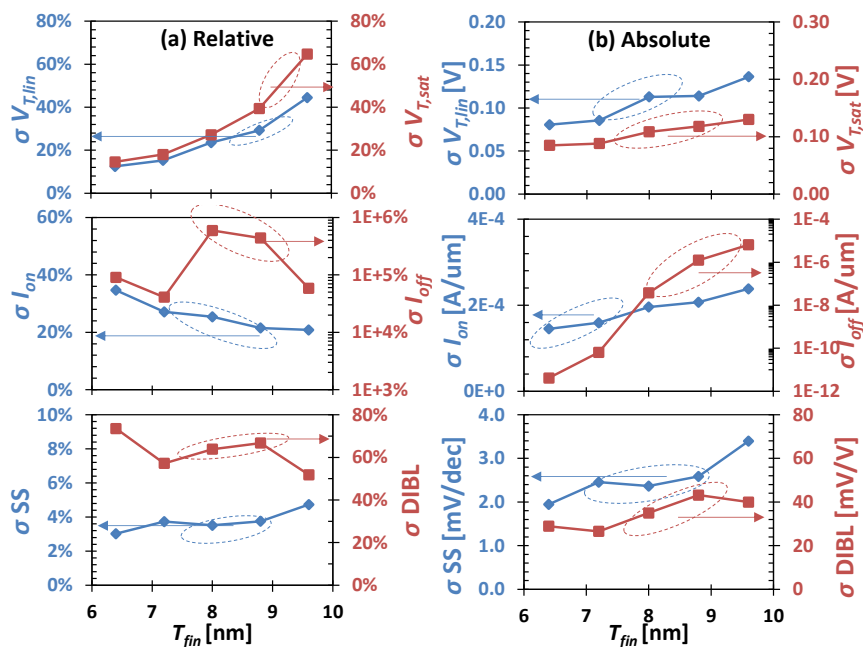 (a) Relative
80%
60%
40%
20%
0%
σ V_T,lin
80%
60%
40%
20%
0%
σ V_T,sat
(b) Absolute
0.20
0.15
0.10
0.05
0.00
σ V_T,lin [V]
0.30
0.20
0.10
0.00
σ V_T,sat [V]
60%
40%
20%
0%
σ I_on
1E+6%
1E+5%
1E+4%
1E+3%
σ I_off
4E-4
2E-4
0E+0
σ I_on [A/um]
1E-4
1E-6
1E-8
1E-10
1E-12
σ I_off [A/um]
10%
8%
6%
4%
2%
0%
σ SS
80%
60%
40%
20%
0%
σ DIBL
6 7 8 9 10
T_fin [nm]
4.0
3.0
2.0
1.0
0.0
σ SS [mV/dec]
80
60
40
20
0
σ DIBL [mV/V]
6 7 8 9 10
T_fin [nm]